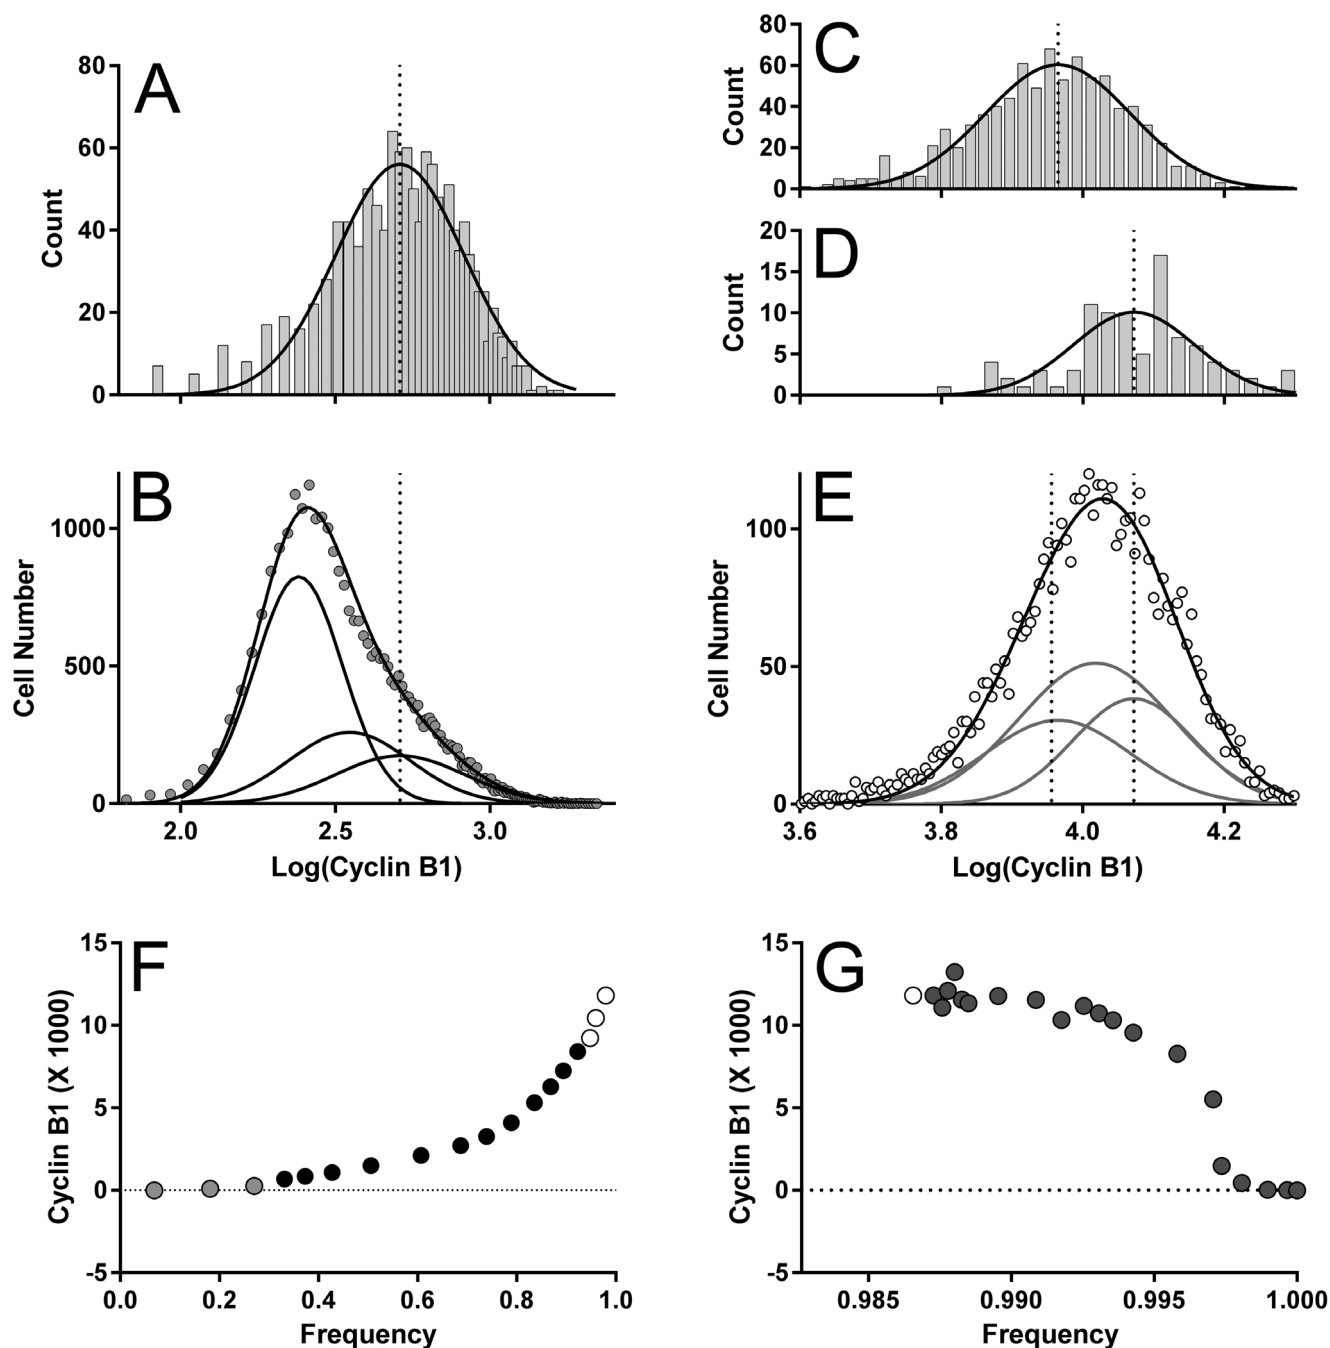 A
80
60
40
20
0
Count
C
80
60
40
20
0
Count
D
20
15
10
5
0
Count
B
1000
500
0
Cell Number
2.0 2.5 3.0
Log(Cyclin B1)
E
100
50
0
Cell Number
3.6 3.8 4.0 4.2
Log(Cyclin B1)
F
15
10
5
0
-5
Cyclin B1 (X 1000)
0.0 0.2 0.4 0.6 0.8 1.0
Frequency
G
15
10
5
0
-5
Cyclin B1 (X 1000)
0.985 0.990 0.995 1.000
Frequency